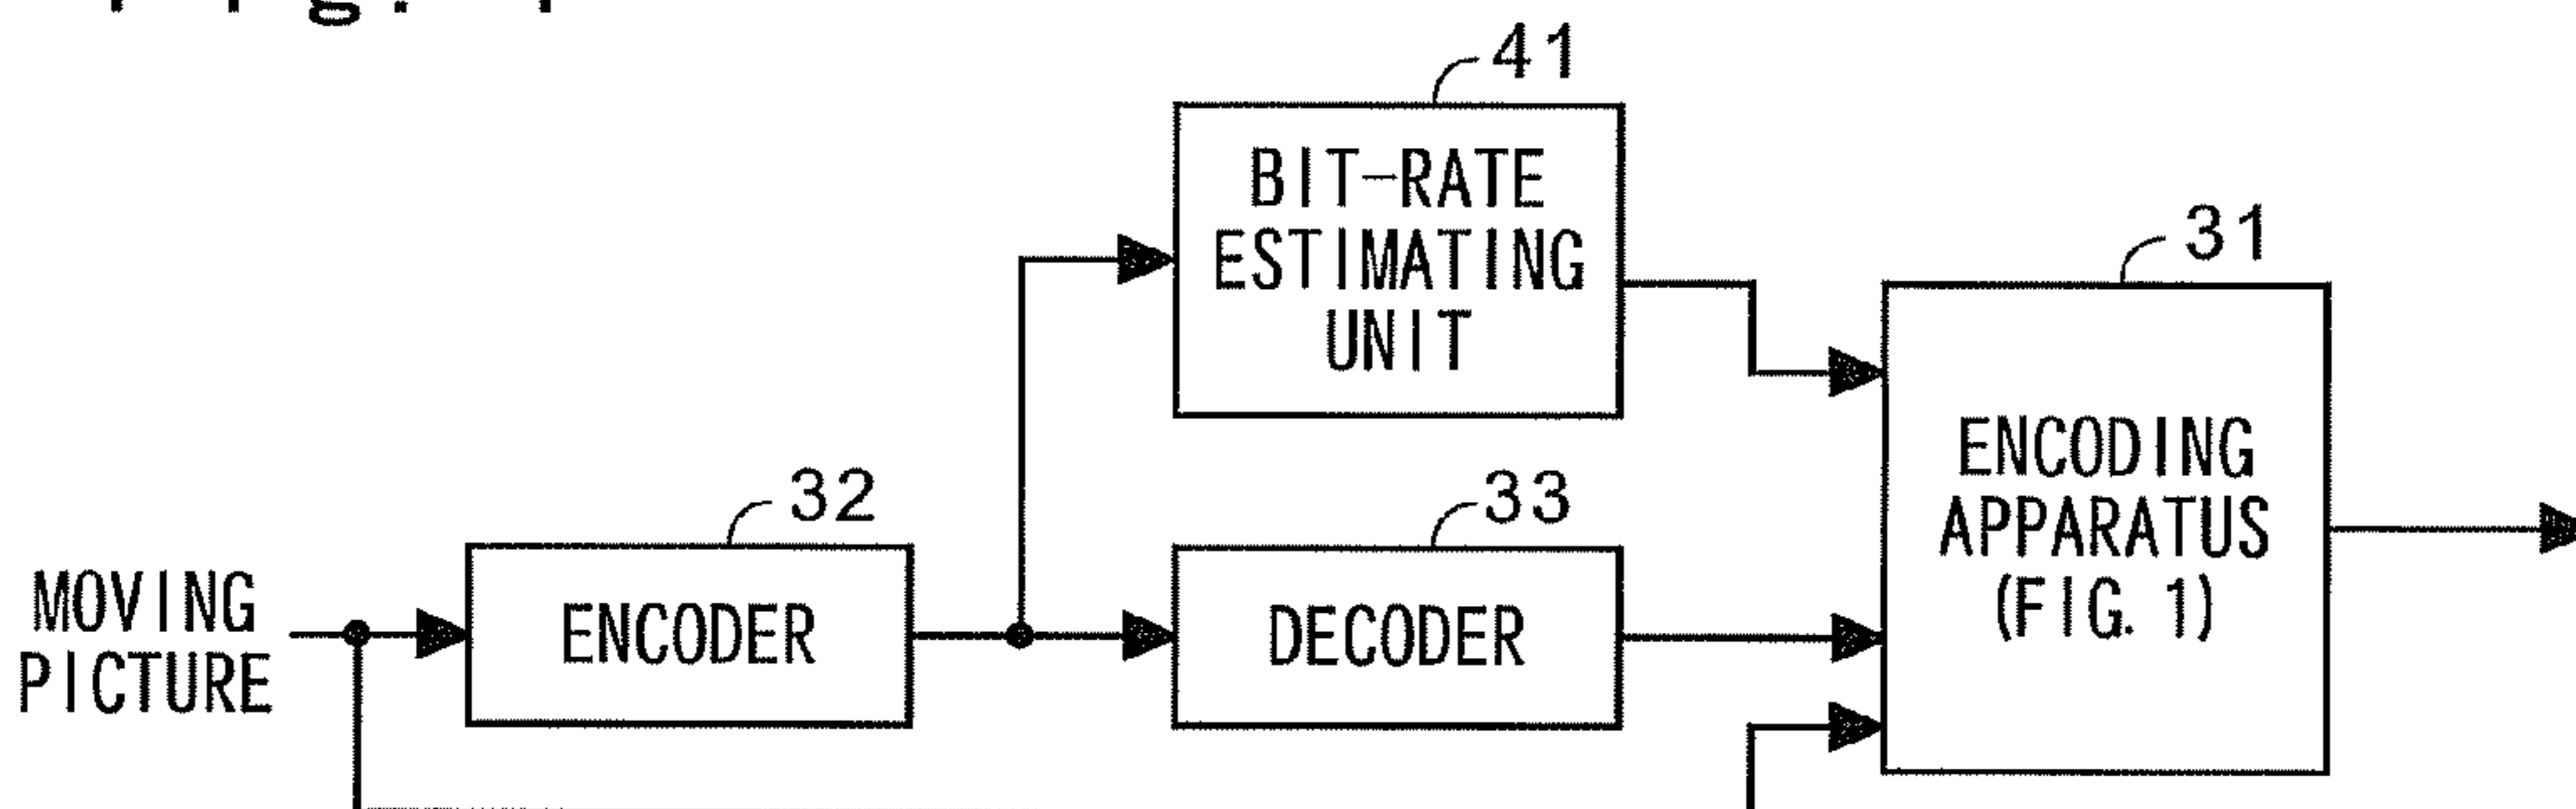 41
BIT-RATE
ESTIMATING
UNIT
31
ENCODING
APPARATUS
(FIG. 1)
32
ENCODER
33
DECODER
MOVING
PICTURE